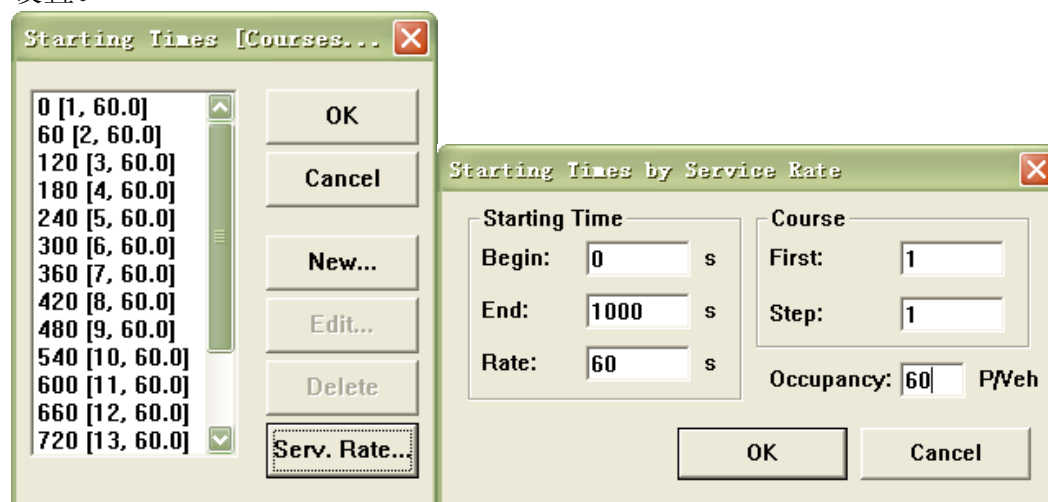 Starting Times [Courses...
0 [1, 60.0]
60 [2, 60.0]
120 [3, 60.0]
180 [4, 60.0]
240 [5, 60.0]
300 [6, 60.0]
360 [7, 60.0]
420 [8, 60.0]
480 [9, 60.0]
540 [10, 60.0]
600 [11, 60.0]
660 [12, 60.0]
720 [13, 60.0]
OK
Cancel
New...
Edit...
Delete
Serv. Rate...
Starting Times by Service Rate
Starting Time
Begin: 0 s
End: 1000 s
Rate: 60 s
Course
First: 1
Step: 1
Occupancy: 60 P/Veh
OK
Cancel